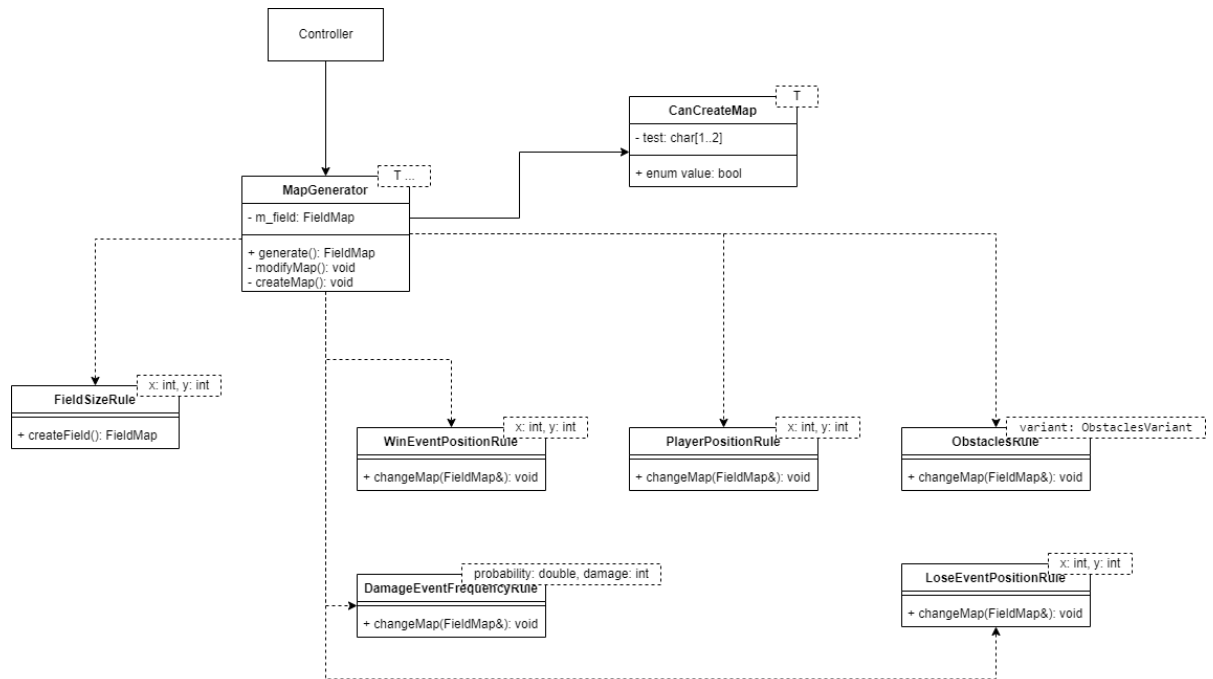 Controller
T
CanCreateMap
- test: char[1..2]
+ enum value: bool
T ...
MapGenerator
- m_field: FieldMap
+ generate(): FieldMap
- modifyMap(): void
- createMap(): void
x: int, y: int
FieldSizeRule
+ createField(): FieldMap
x: int, y: int
WinEventPositionRule
+ changeMap(FieldMap&): void
x: int, y: int
PlayerPositionRule
+ changeMap(FieldMap&): void
variant: ObstaclesVariant
ObstaclesRule
+ changeMap(FieldMap&): void
probability: double, damage: int
DamageEventFrequencyRule
+ changeMap(FieldMap&): void
x: int, y: int
LoseEventPositionRule
+ changeMap(FieldMap&): void